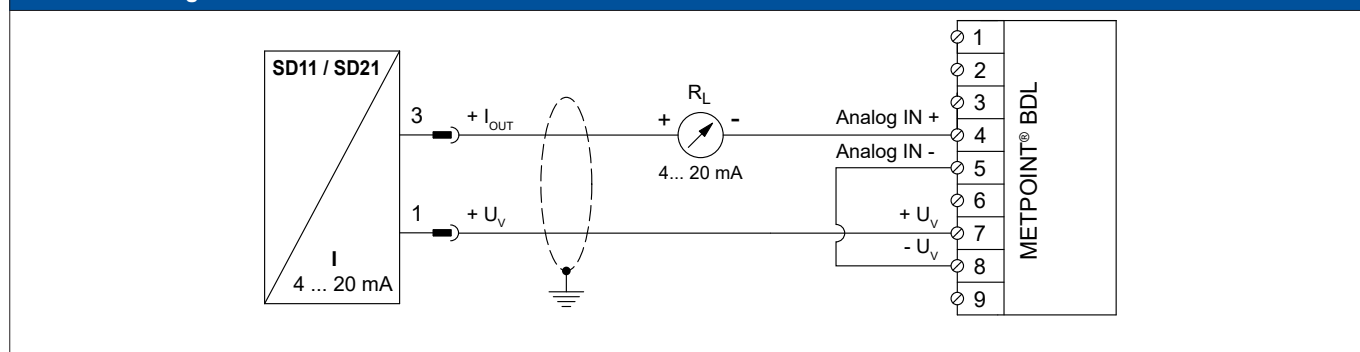 SD11 / SD21
I
4 ... 20 mA
3
+ I_OUT
1
+ U_V
R_L
+
-
4... 20 mA
Analog IN +
Analog IN -
+ U_V
- U_V
1
2
3
4
5
6
7
8
9
METPOINT® BDL